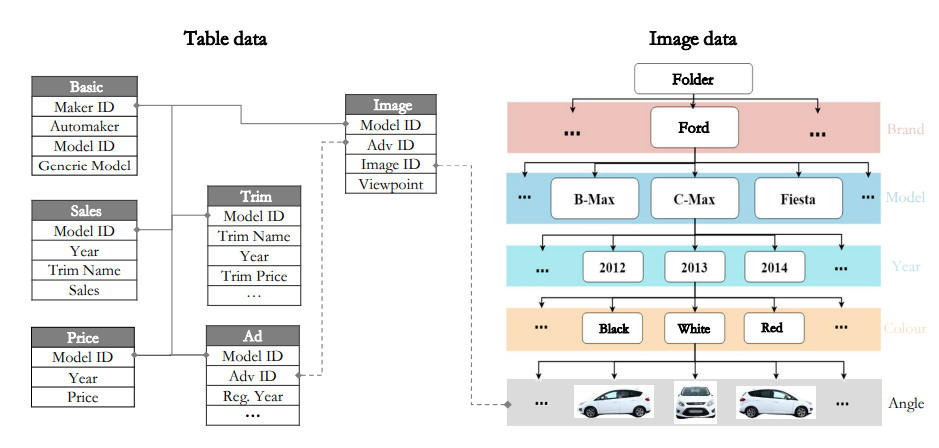 Table data
Basic
Maker ID
Automaker
Model ID
Generic Model
Sales
Model ID
Year
Trim Name
Sales
Price
Model ID
Year
Price
Trim
Model ID
Trim Name
Year
Trim Price
...
Ad
Model ID
Adv ID
Reg. Year
...
Image
Model ID
Adv ID
Image ID
Viewpoint
Image data
Folder
... Ford ... Brand
... B-Max C-Max Fiesta ... Model
... 2012 2013 2014 ... Year
... Black White Red ... Colour
... ... Angle